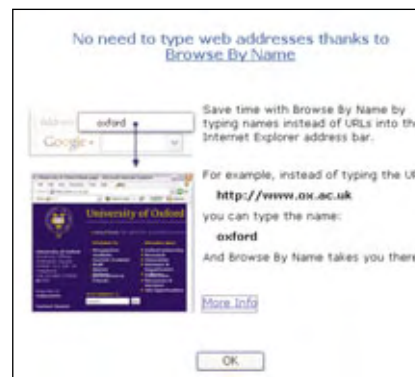 No need to type web addresses thanks to
Browse By Name
Address
oxford
Google
Save time with Browse By Name by
typing names instead of URLs into the
Internet Explorer address bar.
University of Oxford
For example, instead of typing the UR
http://www.ox.ac.uk
you can type the name:
oxford
And Browse By Name takes you there
More Info
OK